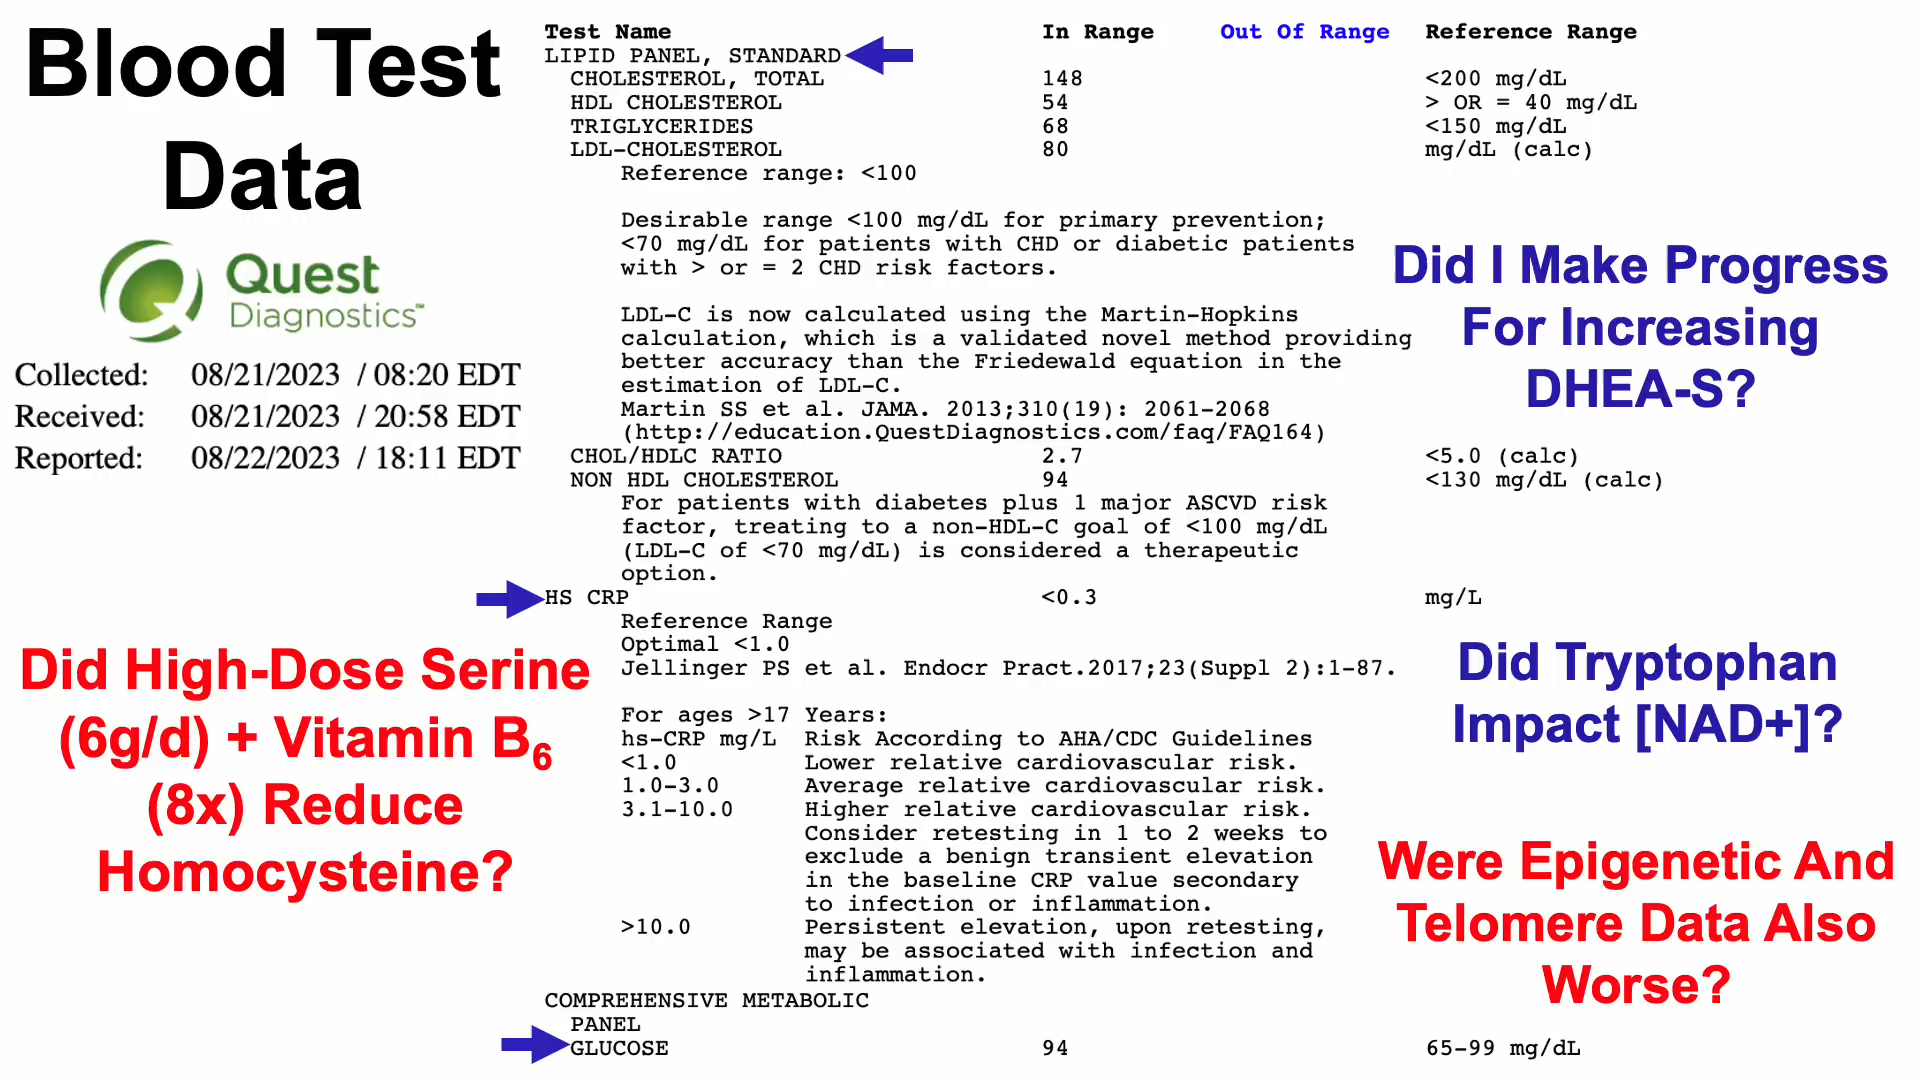 Blood Test
Data
Quest
Diagnostics™
Collected: 08/21/2023 / 08:20 EDT
Received: 08/21/2023 / 20:58 EDT
Reported: 08/22/2023 / 18:11 EDT
Did High-Dose Serine
(6g/d) + Vitamin B6
(8x) Reduce
Homocysteine?
Test Name In Range Out Of Range Reference Range
LIPID PANEL, STANDARD
CHOLESTEROL, TOTAL 148 <200 mg/dL
HDL CHOLESTEROL 54 > OR = 40 mg/dL
TRIGLYCERIDES 68 <150 mg/dL
LDL-CHOLESTEROL 80 mg/dL (calc)
Reference range: <100
Desirable range <100 mg/dL for primary prevention;
<70 mg/dL for patients with CHD or diabetic patients
with > or = 2 CHD risk factors.
LDL-C is now calculated using the Martin-Hopkins
calculation, which is a validated novel method providing
better accuracy than the Friedewald equation in the
estimation of LDL-C.
Martin SS et al. JAMA. 2013;310(19): 2061-2068
(http://education.QuestDiagnostics.com/faq/FAQ164)
CHOL/HDLC RATIO 2.7 <5.0 (calc)
NON HDL CHOLESTEROL 94 <130 mg/dL (calc)
For patients with diabetes plus 1 major ASCVD risk
factor, treating to a non-HDL-C goal of <100 mg/dL
(LDL-C of <70 mg/dL) is considered a therapeutic
option.
HS CRP <0.3 mg/L
Reference Range
Optimal <1.0
Jellinger PS et al. Endocr Pract.2017;23(Suppl 2):1-87.
For ages >17 Years:
hs-CRP mg/L Risk According to AHA/CDC Guidelines
<1.0 Lower relative cardiovascular risk.
1.0-3.0 Average relative cardiovascular risk.
3.1-10.0 Higher relative cardiovascular risk.
Consider retesting in 1 to 2 weeks to
exclude a benign transient elevation
in the baseline CRP value secondary
to infection or inflammation.
>10.0 Persistent elevation, upon retesting,
may be associated with infection and
inflammation.
COMPREHENSIVE METABOLIC
PANEL
GLUCOSE 94 65-99 mg/dL
Did I Make Progress
For Increasing
DHEA-S?
Did Tryptophan
Impact [NAD+]?
Were Epigenetic And
Telomere Data Also
Worse?